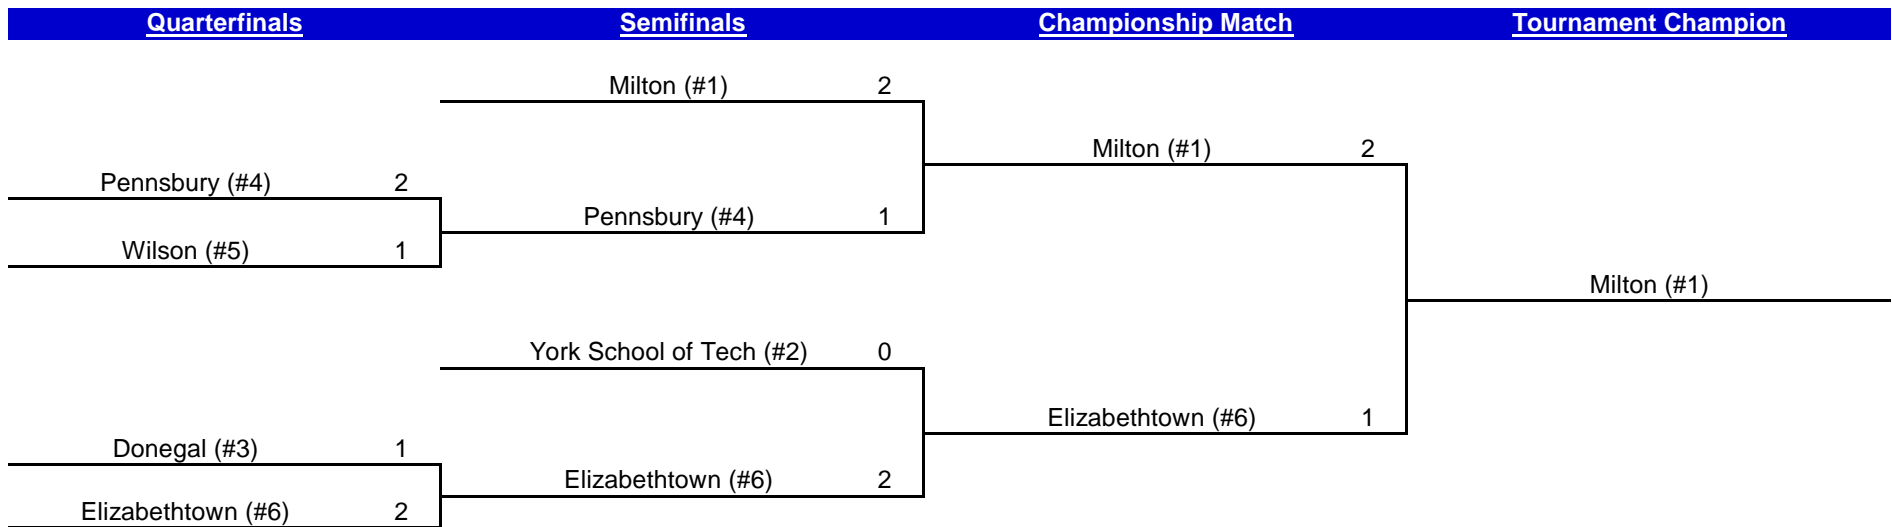 Quarterfinals Semifinals Championship Match Tournament Champion
Milton (#1) 2
Milton (#1) 2
Pennsbury (#4) 2
Pennsbury (#4) 1
Wilson (#5) 1
Milton (#1)
York School of Tech (#2) 0
Elizabethtown (#6) 1
Donegal (#3) 1
Elizabethtown (#6) 2
Elizabethtown (#6) 2